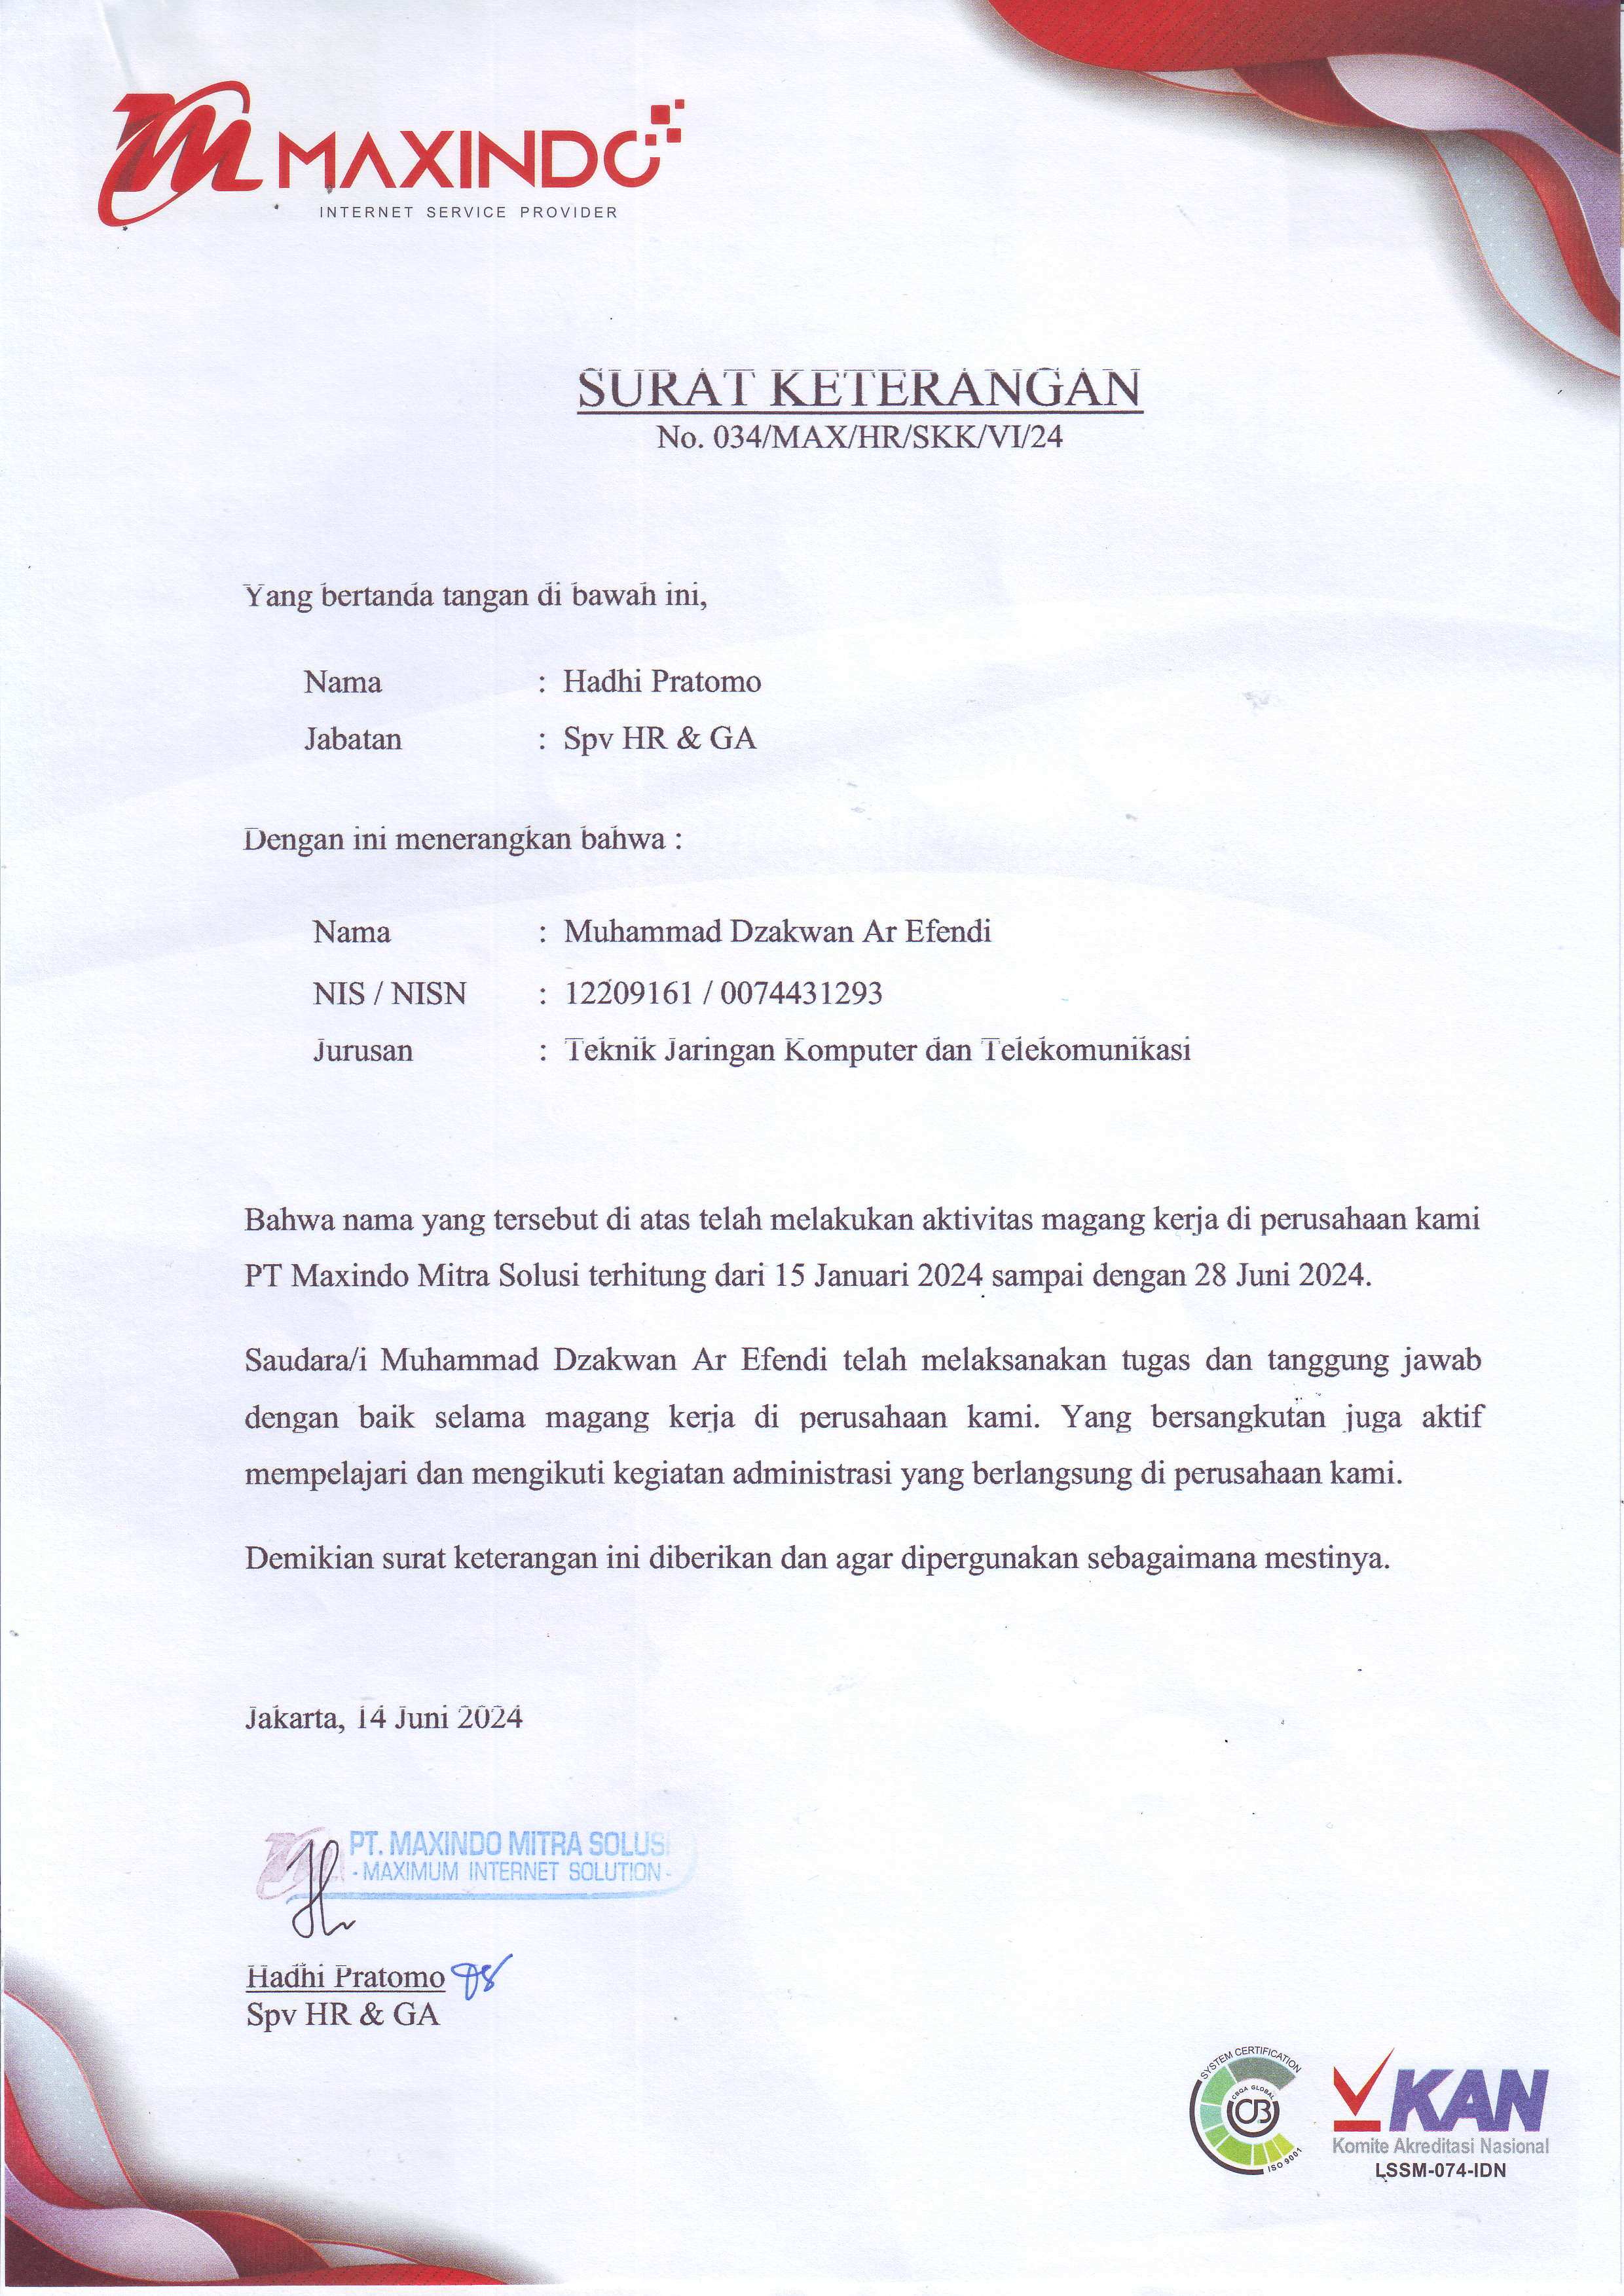 MAXINDO
INTERNET SERVICE PROVIDER
SURAT KETERANGAN
No. 034/MAX/HR/SKK/VI/24
Yang bertanda tangan di bawah ini,
Nama : Hadhi Pratomo
Jabatan : Spv HR & GA
Dengan ini menerangkan bahwa :
Nama : Muhammad Dzakwan Ar Efendi
NIS / NISN : 12209161 / 0074431293
Jurusan : Teknik Jaringan Komputer dan Telekomunikasi
Bahwa nama yang tersebut di atas telah melakukan aktivitas magang kerja di perusahaan kami
PT Maxindo Mitra Solusi terhitung dari 15 Januari 2024 sampai dengan 28 Juni 2024.
Saudara/i Muhammad Dzakwan Ar Efendi telah melaksanakan tugas dan tanggung jawab
dengan baik selama magang kerja di perusahaan kami. Yang bersangkutan juga aktif
mempelajari dan mengikuti kegiatan administrasi yang berlangsung di perusahaan kami.
Demikian surat keterangan ini diberikan dan agar dipergunakan sebagaimana mestinya.
Jakarta, 14 Juni 2024
PT. MAXINDO MITRA SOLUSI
- MAXIMUM INTERNET SOLUTION -
Hadhi Pratomo
Spv HR & GA
SYSTEM CERTIFICATION
CBQA GLOBAL
CB
ISO 9001
KAN
Komite Akreditasi Nasional
LSSM-074-IDN